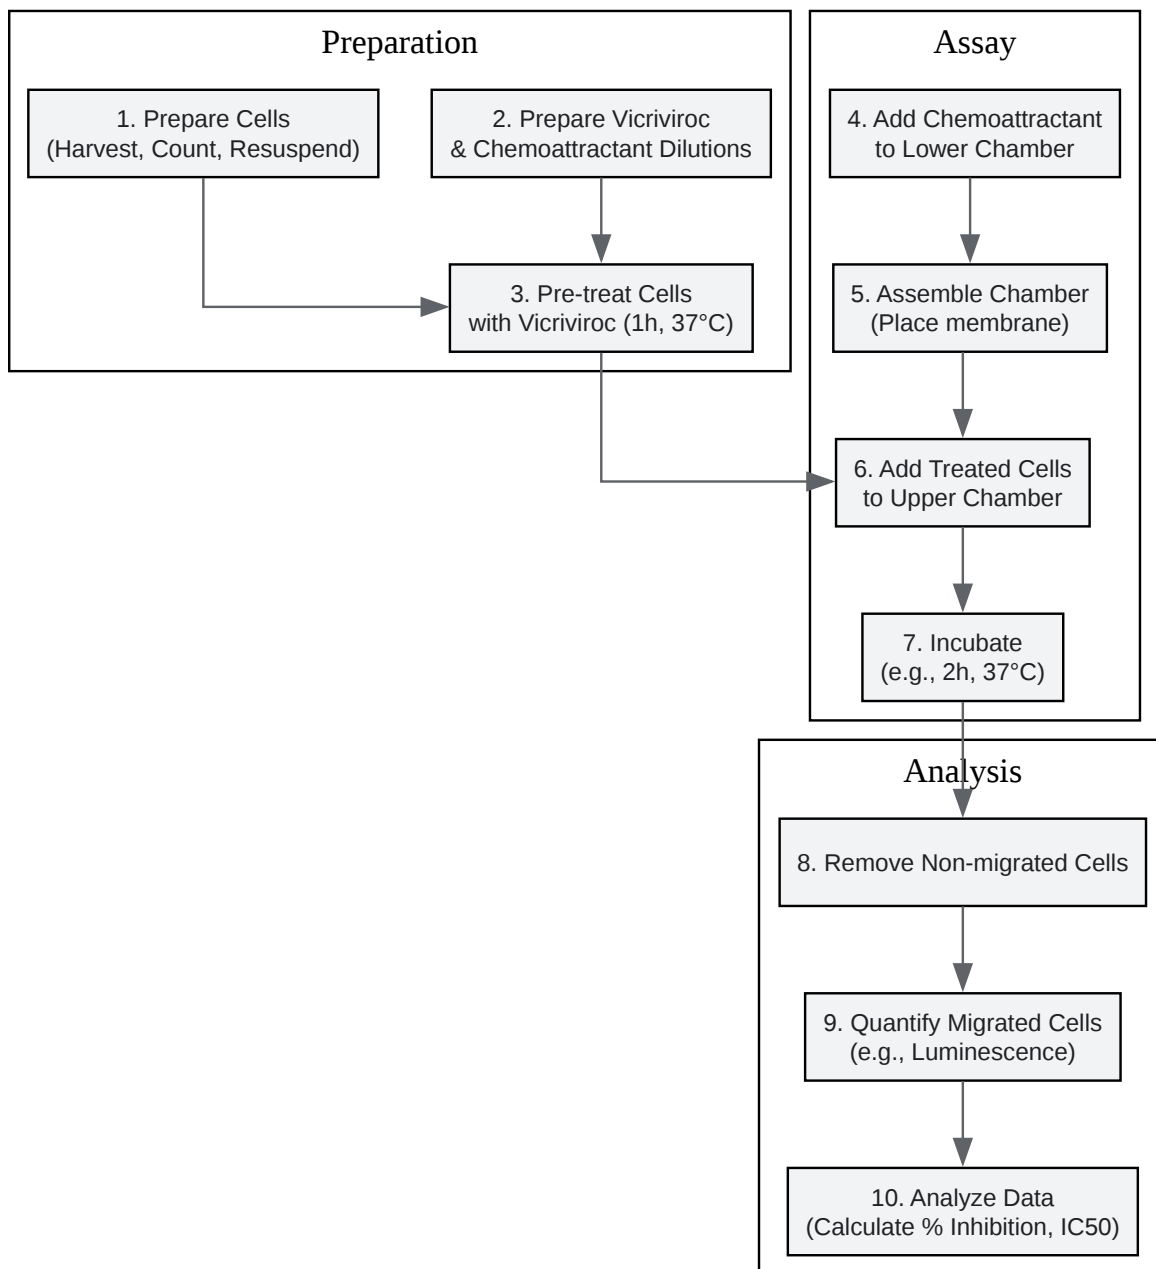 Preparation
1. Prepare Cells
(Harvest, Count, Resuspend)
2. Prepare Vicriviroc
& Chemoattractant Dilutions
3. Pre-treat Cells
with Vicriviroc (1h, 37°C)
Assay
4. Add Chemoattractant
to Lower Chamber
5. Assemble Chamber
(Place membrane)
6. Add Treated Cells
to Upper Chamber
7. Incubate
(e.g., 2h, 37°C)
Analysis
8. Remove Non-migrated Cells
9. Quantify Migrated Cells
(e.g., Luminescence)
10. Analyze Data
(Calculate % Inhibition, IC50)